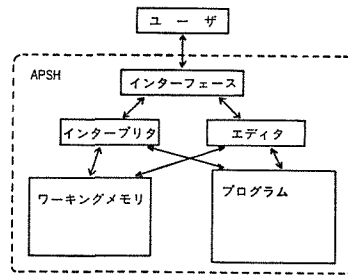 ユーザ
APSH
インターフェース
インタープリタ
エディタ
ワーキングメモリ
プログラム